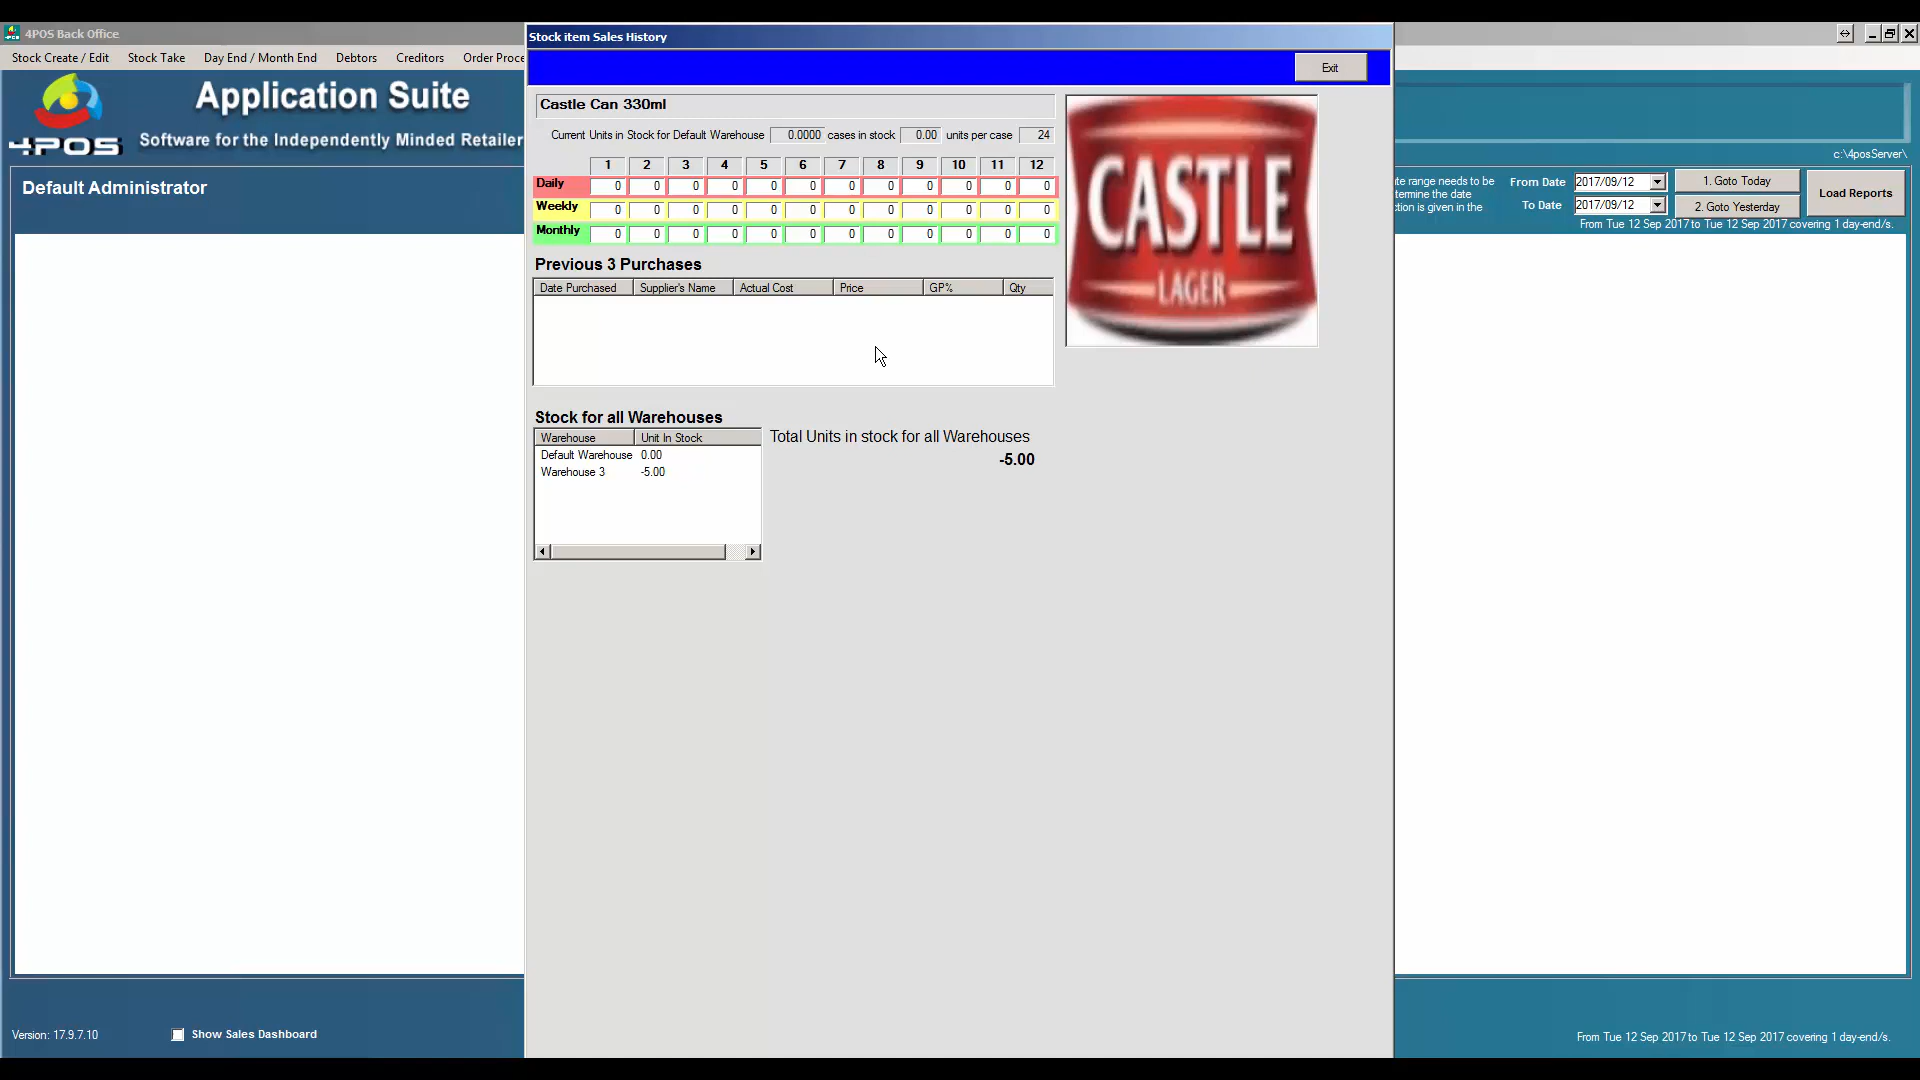 4POS Back Office
Stock Create / Edit Stock Take Day End / Month End Debtors Creditors Order Proce
4POS
Application Suite
Software for the Independently Minded Retailer
Default Administrator
Stock item Sales History
Exit
Castle Can 330ml
Current Units in Stock for Default Warehouse 0.0000 cases in stock 0.00 units per case 24
1 2 3 4 5 6 7 8 9 10 11 12
Daily 0 0 0 0 0 0 0 0 0 0 0 0
Weekly 0 0 0 0 0 0 0 0 0 0 0 0
Monthly 0 0 0 0 0 0 0 0 0 0 0 0
CASTLE
LAGER
Previous 3 Purchases
Date Purchased Supplier's Name Actual Cost Price GP% Qty
Stock for all Warehouses
Warehouse Unit In Stock
Default Warehouse 0.00
Warehouse 3 -5.00
Total Units in stock for all Warehouses
-5.00
c:\4posServer\
te range needs to be
termine the date
ction is given in the
From Date 2017/09/12
To Date 2017/09/12
1. Goto Today
2. Goto Yesterday
Load Reports
From Tue 12 Sep 2017 to Tue 12 Sep 2017 covering 1 day-end/s.
Version: 17.9.7.10
Show Sales Dashboard
From Tue 12 Sep 2017 to Tue 12 Sep 2017 covering 1 day-end/s.